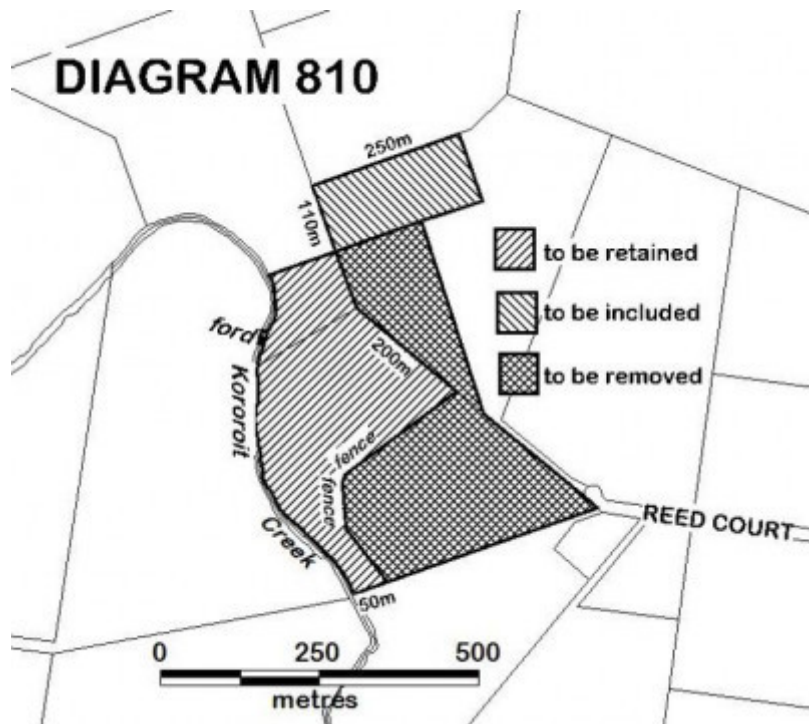 DIAGRAM 810
250m
110m
to be retained
to be included
to be removed
ford
200m
Kororoit
Creek
fence
fence
REED COURT
50m
0 250 500
metres